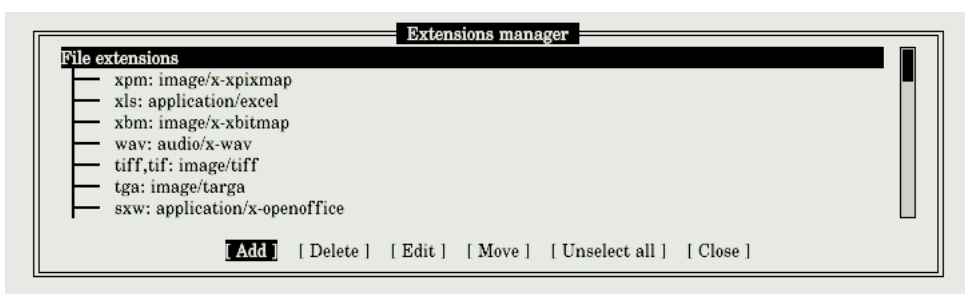 Extensions manager
File extensions
xpm: image/x-xpixmap
xls: application/excel
xbm: image/x-xbitmap
wav: audio/x-wav
tiff,tif: image/tiff
tga: image/targa
sxw: application/x-openoffice
[ Add ] [ Delete ] [ Edit ] [ Move ] [ Unselect all ] [ Close ]